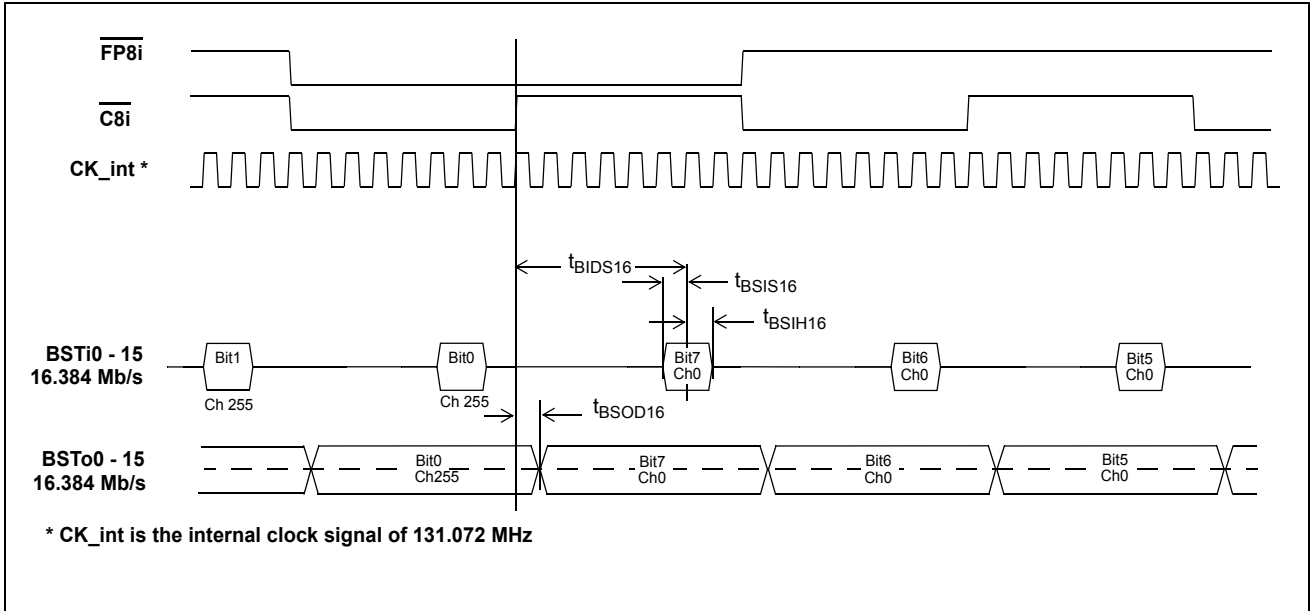 FP8i
C8i
CK_int *
tBIDS16
tBSIS16
tBSIH16
BSTi0 - 15
16.384 Mb/s
Bit1
Ch 255
Bit0
Ch 255
Bit7
Ch0
Bit6
Ch0
Bit5
Ch0
tBSOD16
BSTo0 - 15
16.384 Mb/s
Bit0
Ch255
Bit7
Ch0
Bit6
Ch0
Bit5
Ch0
* CK_int is the internal clock signal of 131.072 MHz